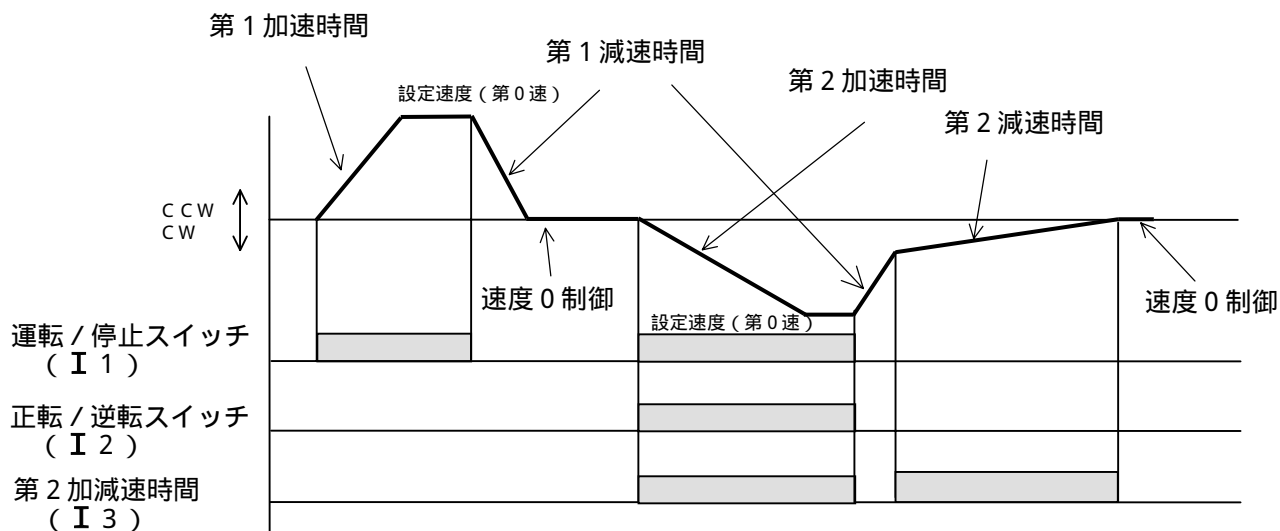 第1加速時間
第1減速時間
第2加速時間
設定速度(第0速)
第2減速時間
CCW
CW
速度0制御
速度0制御
設定速度(第0速)
運転/停止スイッチ
(I1)
正転/逆転スイッチ
(I2)
第2加減速時間
(I3)